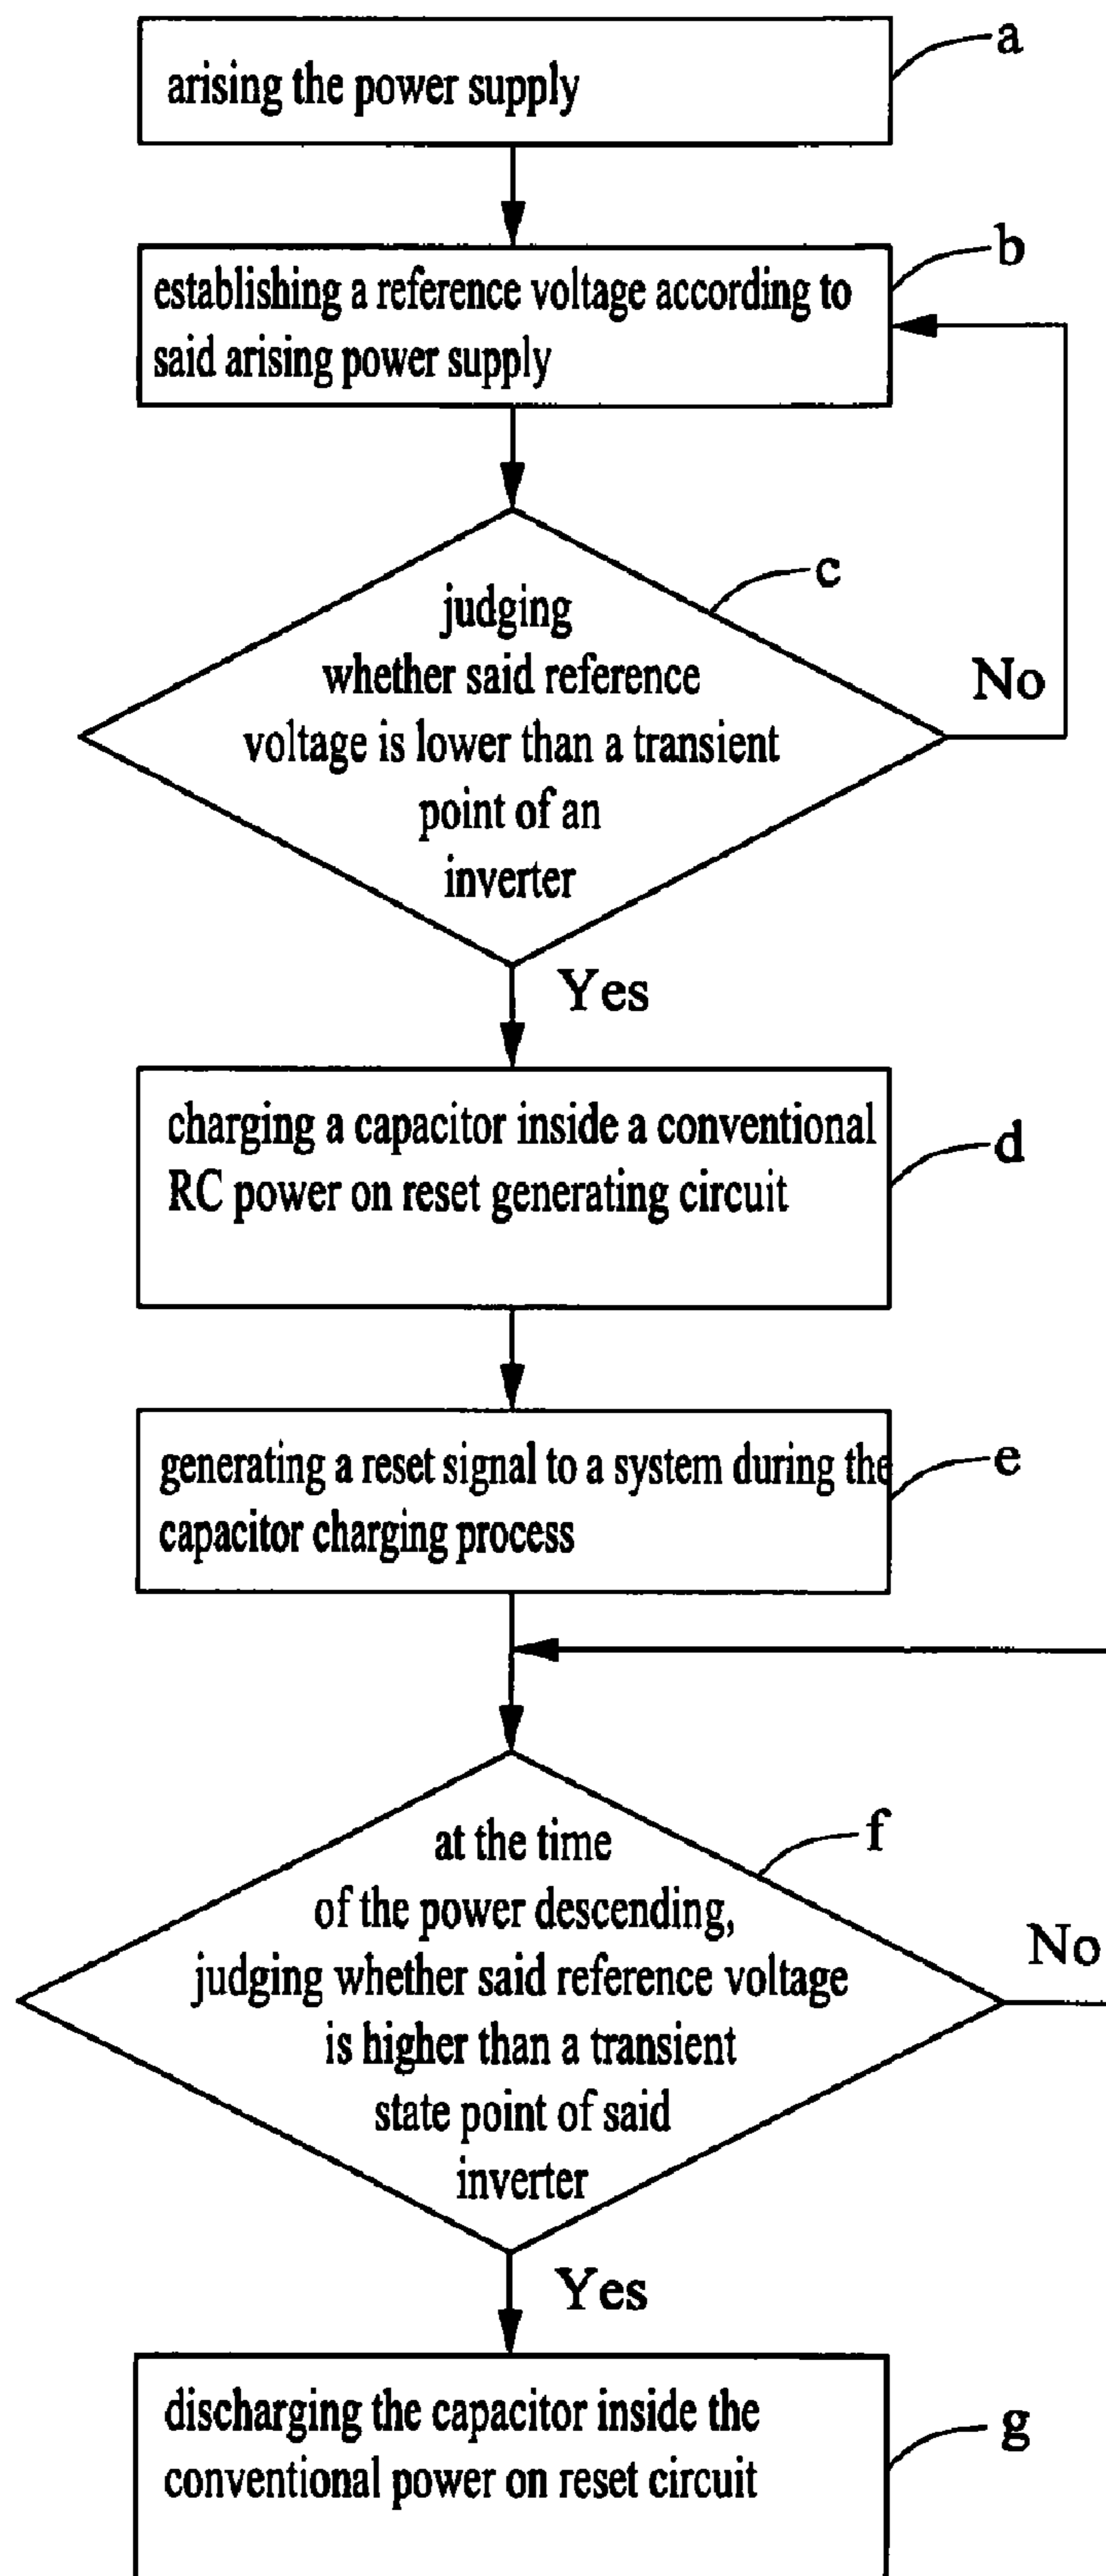 arising the power supply
a
establishing a reference voltage according to
said arising power supply
b
judging
whether said reference
voltage is lower than a transient
point of an
inverter
c
No
Yes
charging a capacitor inside a conventional
RC power on reset generating circuit
d
generating a reset signal to a system during the
capacitor charging process
e
at the time
of the power descending,
judging whether said reference voltage
is higher than a transient
state point of said
inverter
f
No
Yes
discharging the capacitor inside the
conventional power on reset circuit
g